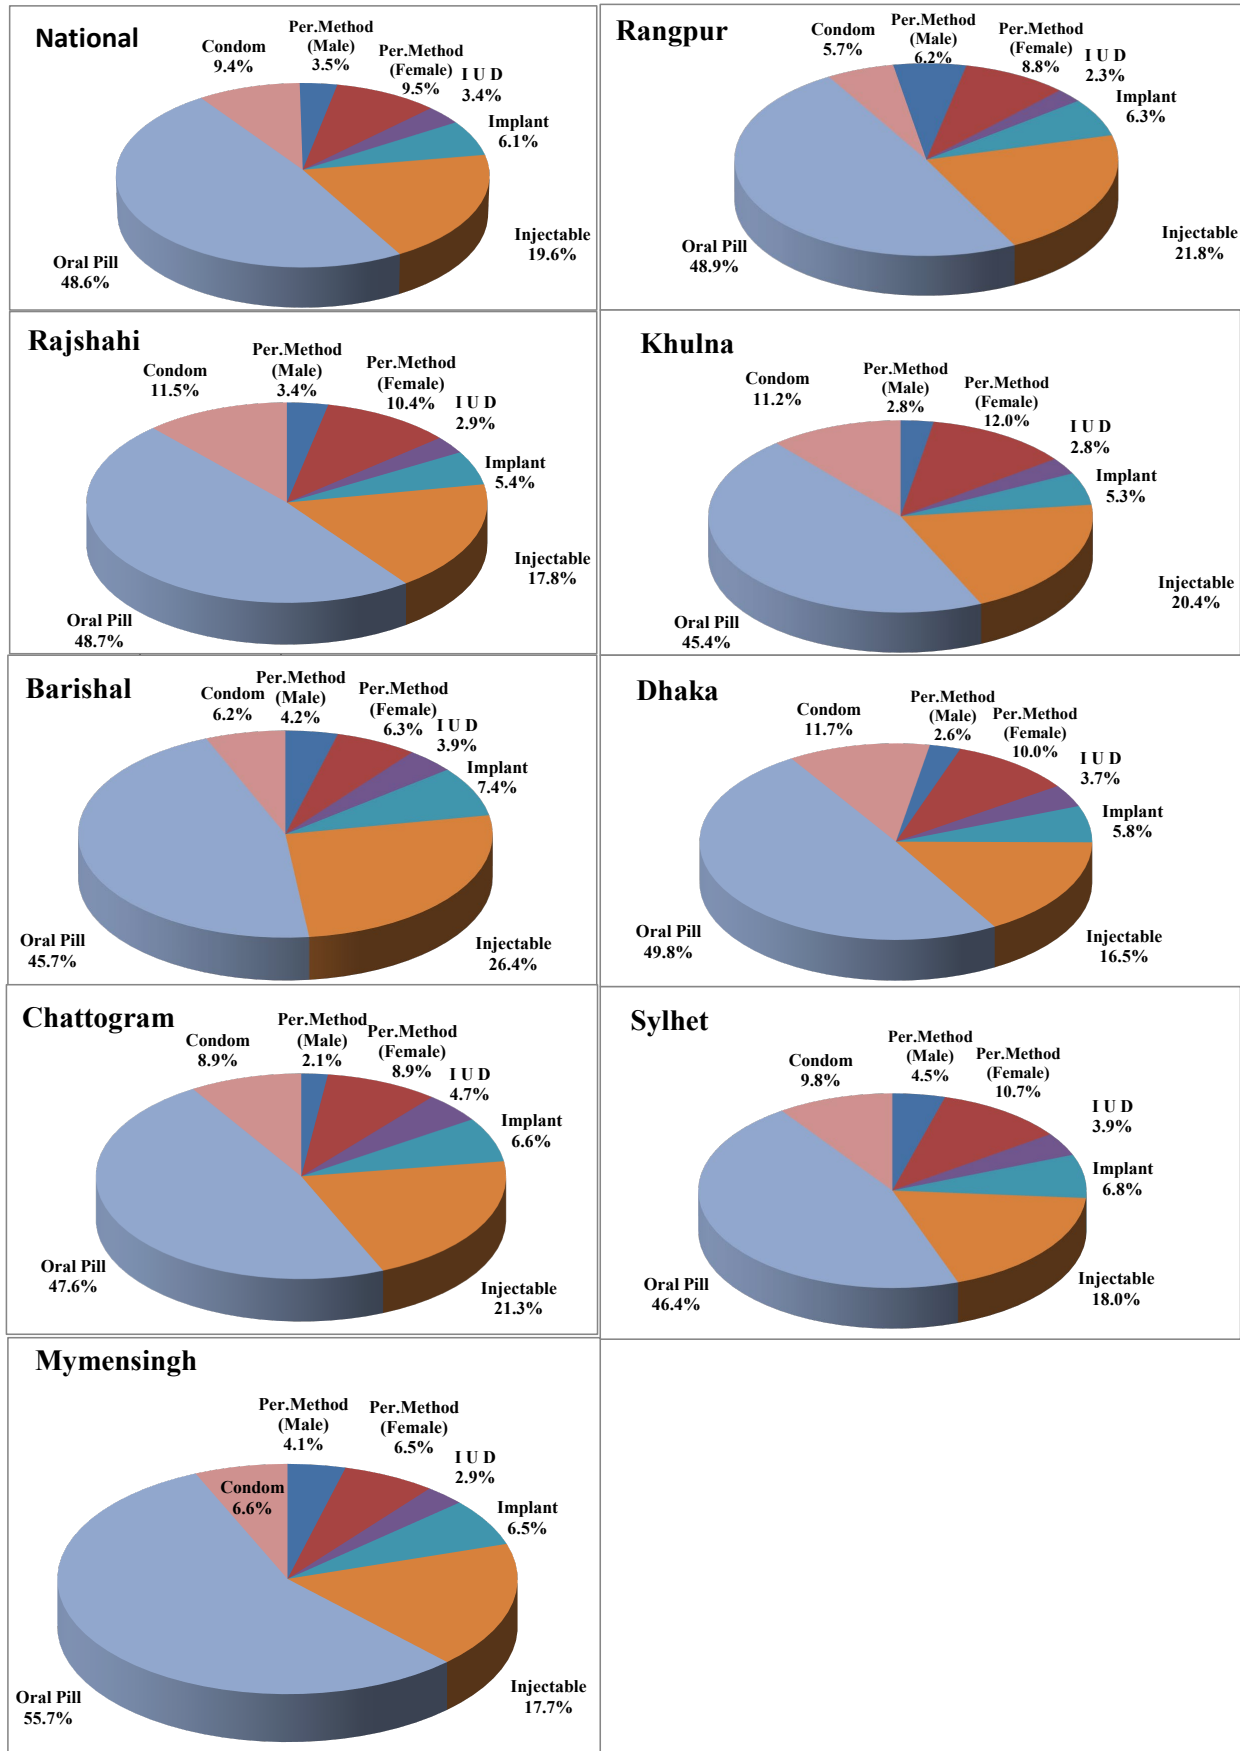 National
Condom
9.4%
Per.Method
(Male)
3.5%
Per.Method
(Female)
9.5%
I U D
3.4%
Implant
6.1%
Injectable
19.6%
Oral Pill
48.6%
Rangpur
Condom
5.7%
Per.Method
(Male)
6.2%
Per.Method
(Female)
8.8%
I U D
2.3%
Implant
6.3%
Injectable
21.8%
Oral Pill
48.9%
Rajshahi
Condom
11.5%
Per.Method
(Male)
3.4%
Per.Method
(Female)
10.4%
I U D
2.9%
Implant
5.4%
Injectable
17.8%
Oral Pill
48.7%
Khulna
Condom
11.2%
Per.Method
(Male)
2.8%
Per.Method
(Female)
12.0%
I U D
2.8%
Implant
5.3%
Injectable
20.4%
Oral Pill
45.4%
Barishal
Condom
6.2%
Per.Method
(Male)
4.2%
Per.Method
(Female)
6.3%
I U D
3.9%
Implant
7.4%
Injectable
26.4%
Oral Pill
45.7%
Dhaka
Condom
11.7%
Per.Method
(Male)
2.6%
Per.Method
(Female)
10.0%
I U D
3.7%
Implant
5.8%
Injectable
16.5%
Oral Pill
49.8%
Chattogram
Condom
8.9%
Per.Method
(Male)
2.1%
Per.Method
(Female)
8.9%
I U D
4.7%
Implant
6.6%
Injectable
21.3%
Oral Pill
47.6%
Sylhet
Condom
9.8%
Per.Method
(Male)
4.5%
Per.Method
(Female)
10.7%
I U D
3.9%
Implant
6.8%
Injectable
18.0%
Oral Pill
46.4%
Mymensingh
Condom
6.6%
Per.Method
(Male)
4.1%
Per.Method
(Female)
6.5%
I U D
2.9%
Implant
6.5%
Injectable
17.7%
Oral Pill
55.7%